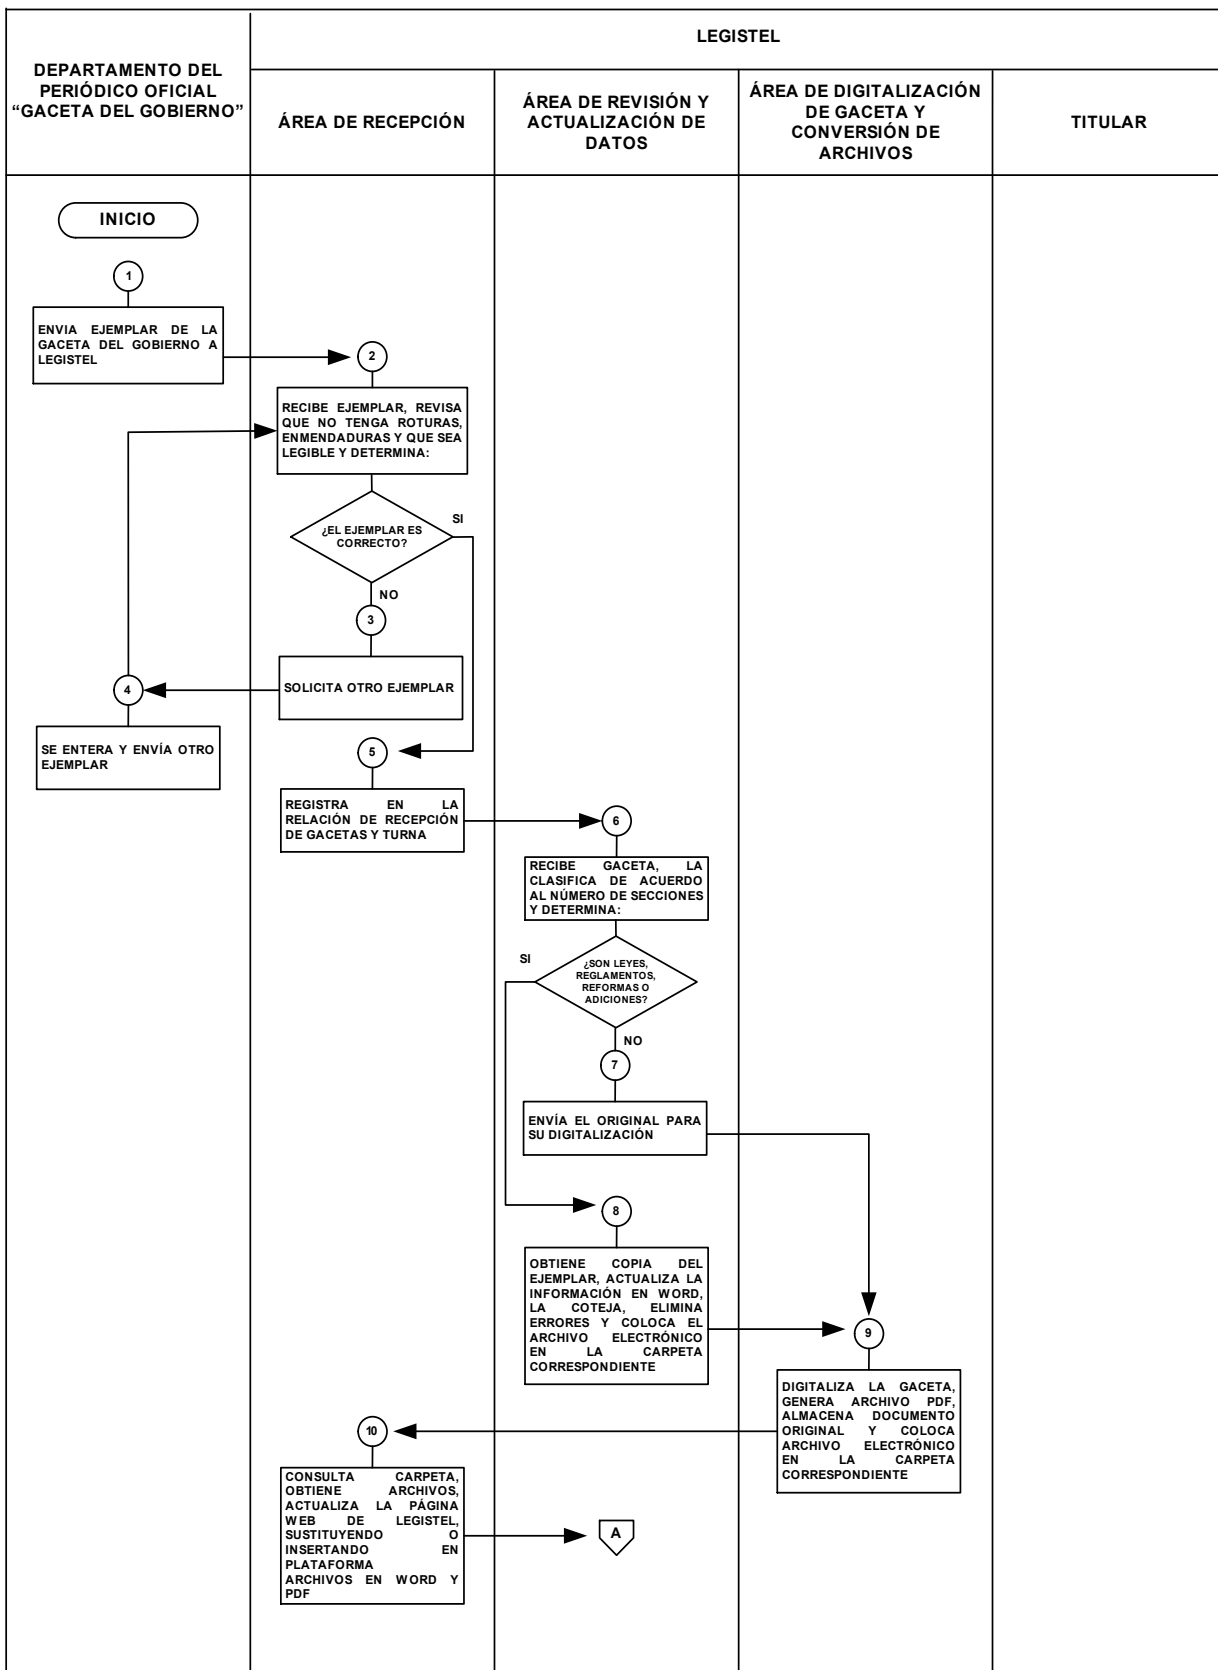 LEGISTEL
DEPARTAMENTO DEL
PERIÓDICO OFICIAL
“GACETA DEL GOBIERNO”
ÁREA DE RECEPCIÓN
ÁREA DE REVISIÓN Y
ACTUALIZACIÓN DE
DATOS
ÁREA DE DIGITALIZACIÓN
DE GACETA Y
CONVERSIÓN DE
ARCHIVOS
TITULAR
INICIO
1
ENVIA EJEMPLAR DE LA
GACETA DEL GOBIERNO A
LEGISTEL
2
RECIBE EJEMPLAR, REVISA
QUE NO TENGA ROTURAS,
ENMENDADURAS Y QUE SEA
LEGIBLE Y DETERMINA:
¿EL EJEMPLAR ES
CORRECTO?
SI
NO
3
SOLICITA OTRO EJEMPLAR
4
SE ENTERA Y ENVÍA OTRO
EJEMPLAR
5
REGISTRA EN LA
RELACIÓN DE RECEPCIÓN
DE GACETAS Y TURNA
6
RECIBE GACETA, LA
CLASIFICA DE ACUERDO
AL NÚMERO DE SECCIONES
Y DETERMINA:
¿SON LEYES,
REGLAMENTOS,
REFORMAS O
ADICIONES?
SI
NO
7
ENVÍA EL ORIGINAL PARA
SU DIGITALIZACIÓN
8
OBTIENE COPIA DEL
EJEMPLAR, ACTUALIZA LA
INFORMACIÓN EN WORD,
LA COTEJA, ELIMINA
ERRORES Y COLOCA EL
ARCHIVO ELECTRÓNICO
EN LA CARPETA
CORRESPONDIENTE
9
DIGITALIZA LA GACETA,
GENERA ARCHIVO PDF,
ALMACENA DOCUMENTO
ORIGINAL Y COLOCA
ARCHIVO ELECTRÓNICO
EN LA CARPETA
CORRESPONDIENTE
10
CONSULTA CARPETA,
OBTIENE ARCHIVOS,
ACTUALIZA LA PÁGINA
WEB DE LEGISTEL,
SUSTITUYENDO O
INSERTANDO EN
PLATAFORMA
ARCHIVOS EN WORD Y
PDF
A